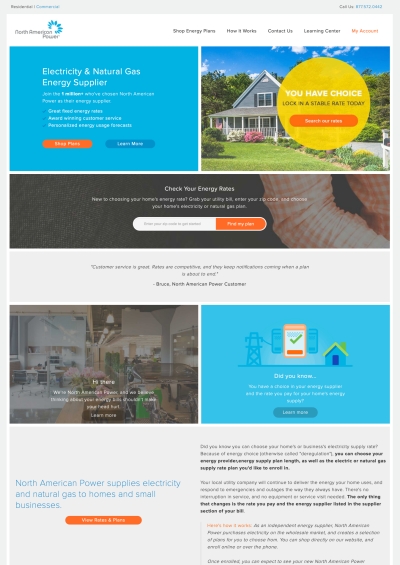 Residential | Commercial
Call Us: 877.572.0442
North American
Power
Shop Energy Plans
How It Works
Contact Us
Learning Center
My Account
Electricity & Natural Gas
Energy Supplier
Join the 1 million+ who've chosen North American
Power as their energy supplier
Great fixed energy rates
Award winning customer service
Personalized energy usage forecasts
Shop Plans
Learn More
YOU HAVE CHOICE
LOCK IN A STABLE RATE TODAY
Search our rates
Check Your Energy Rates
New to choosing your home's energy rate? Grab your utility bill, enter your zip code, and choose
your home's electricity or natural gas plan.
Find my plan
"Customer service is great. Rates are competitive, and they keep notifications coming when a plan
is about to end."
- Bruce, North American Power Customer
Hi there
We're North American Power, and we believe
thinking about your energy bills shouldn't make
your head hurt.
Learn more
Did you know...
You have a choice in your energy supplier
and the rate you pay for your home's energy
supply?
Learn more
North American Power supplies electricity
and natural gas to homes and small
businesses.
View Rates & Plans
Did you know you can choose your home's or business's electricity supply rate?
Because of energy choice (otherwise called "deregulation"), you can choose your
energy provider,energy supply plan length, as well as the electric or natural gas
supply rate plan you'd like to enroll in.
Your local utility company will continue to deliver the energy your home uses, and
respond to emergencies and outages the way they always have. There's no
interruption in service, and no equipment or service visit needed. The only thing
that changes is the rate you pay and the energy supplier listed in the supplier
section of your bill.
Here's how it works: As an independent energy supplier, North American
Power purchases electricity on the wholesale market, and creates a selection
of plans for you to choose from. You can shop directly on our website, and
enroll online or over the phone.
Once enrolled, you can expect to see your new North American Power